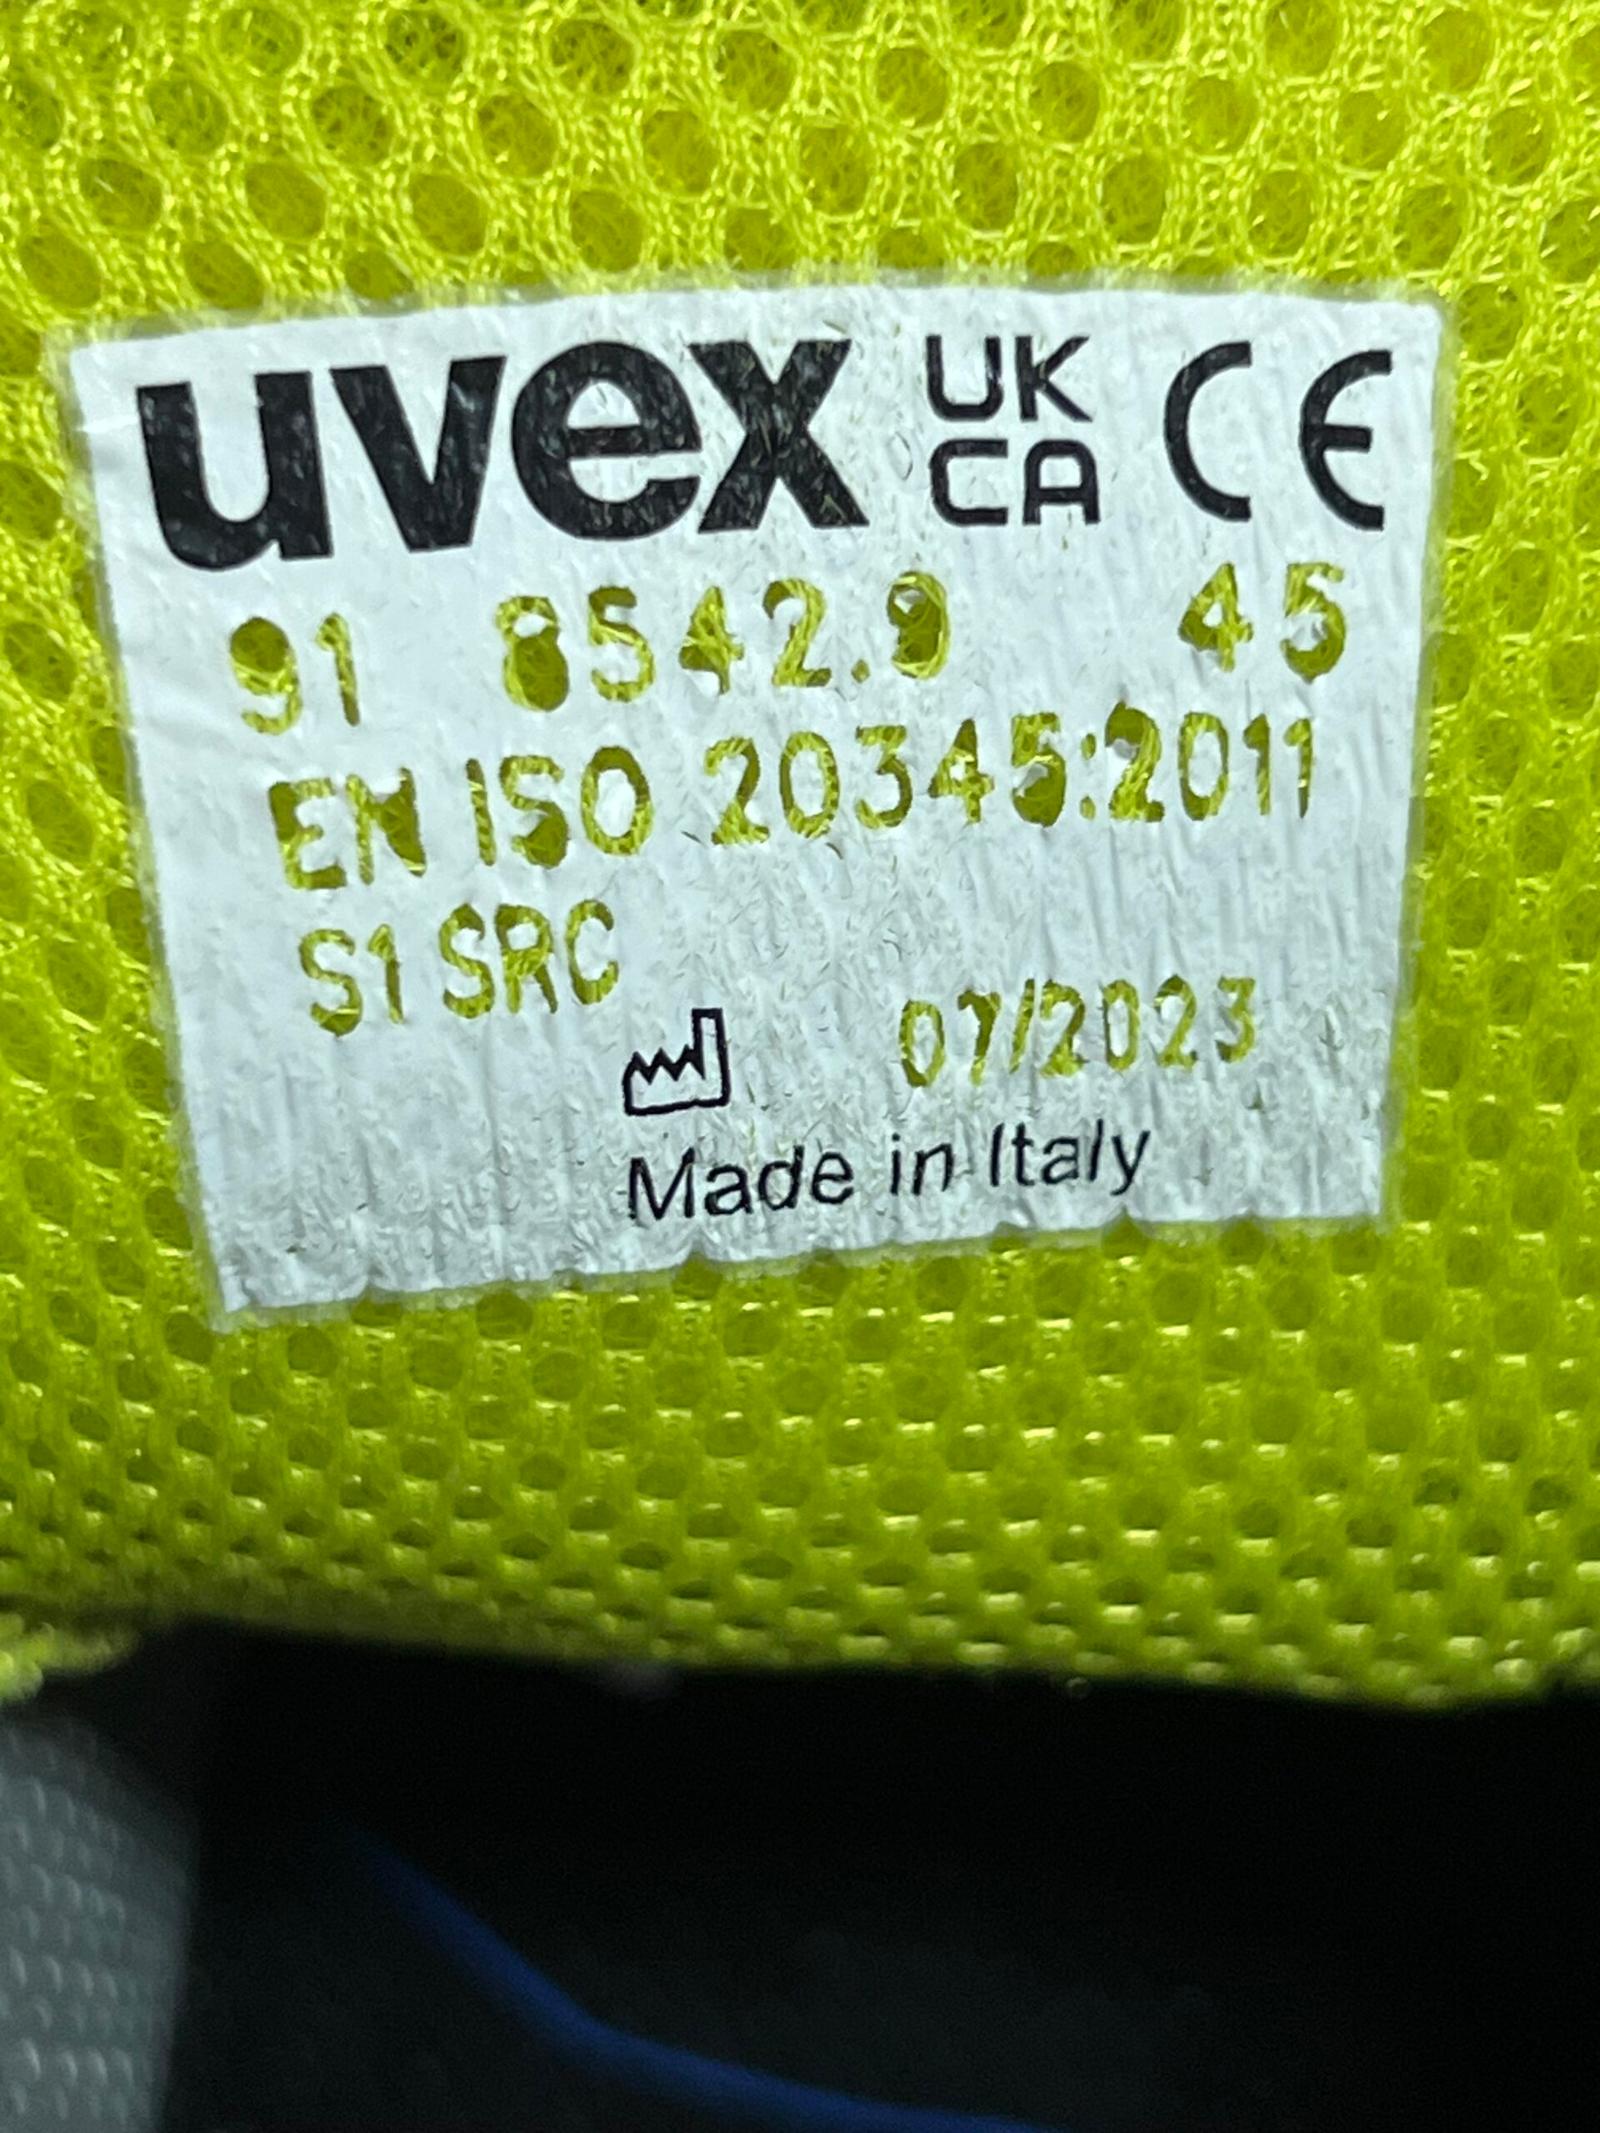 uvex UK CA CE
91 8542.9 45
EN ISO 20345:2011
S1 SRC
07/2023
Made in Italy